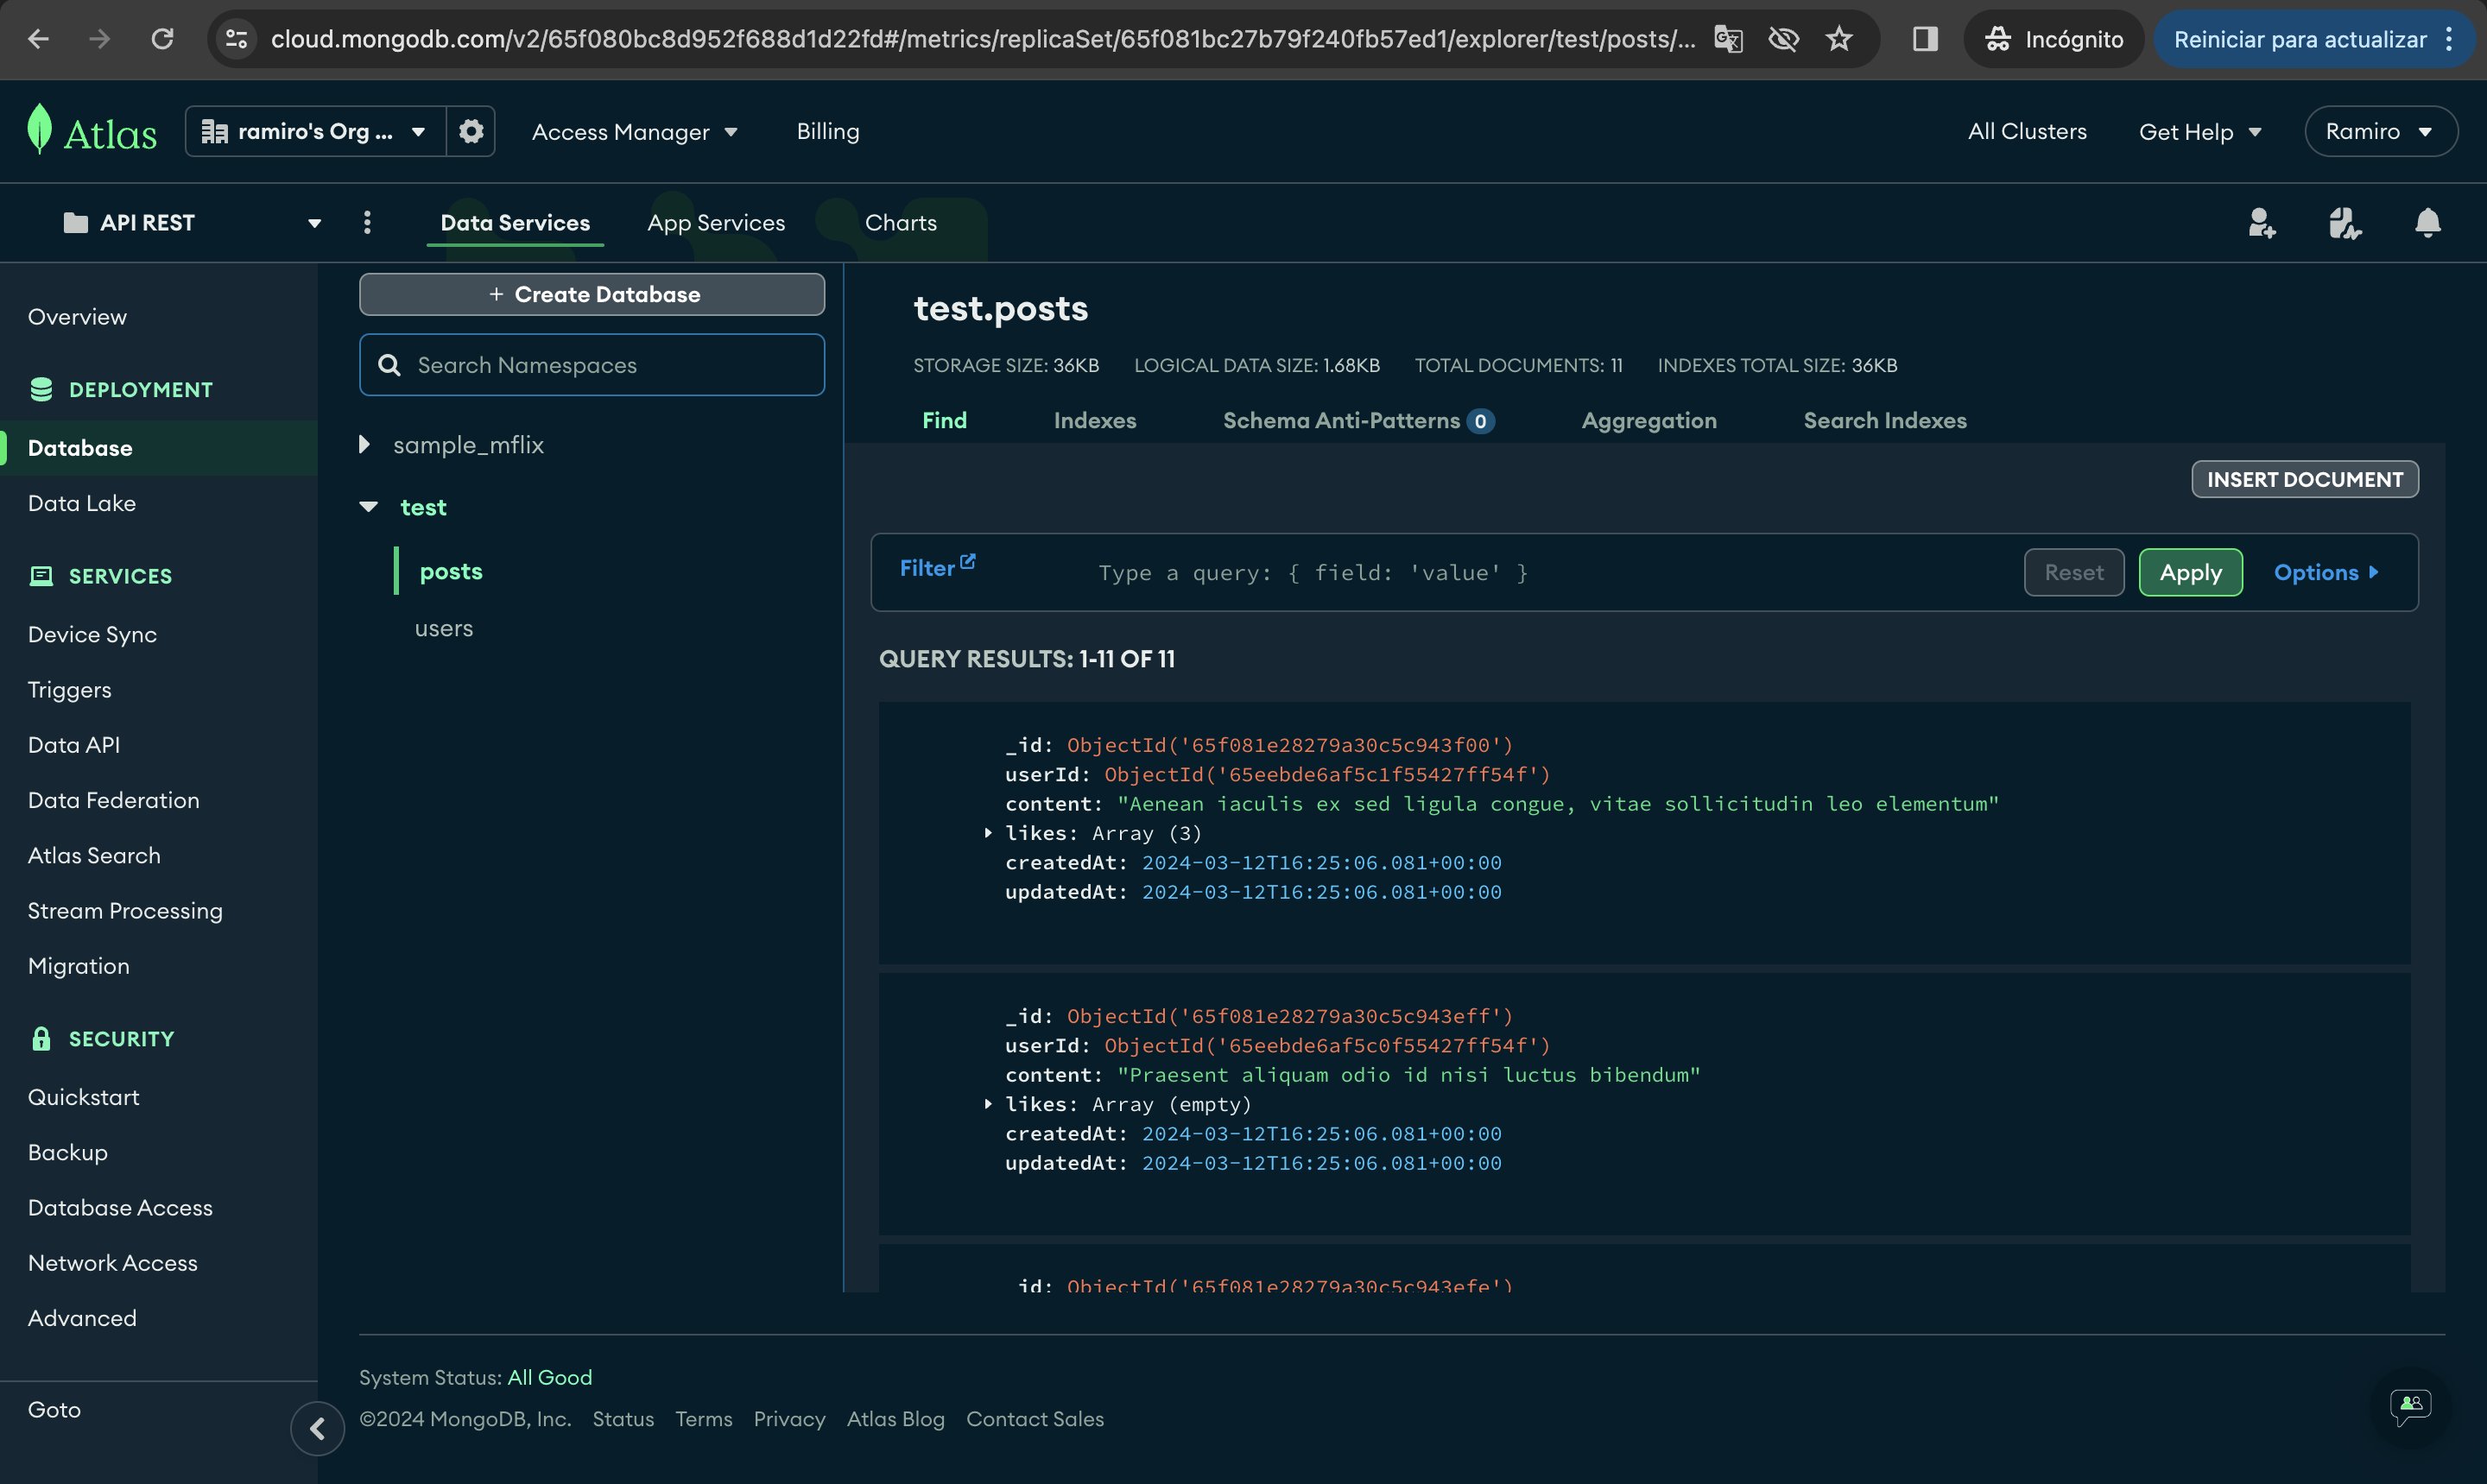 cloud.mongodb.com/v2/65f080bc8d952f688d1d22fd#/metrics/replicaSet/65f081bc27b79f240fb57ed1/explorer/test/posts/...
Incógnito
Reiniciar para actualizar
Atlas
ramiro's Org ...
Access Manager
Billing
All Clusters
Get Help
Ramiro
API REST
Data Services
App Services
Charts
Overview
DEPLOYMENT
Database
Data Lake
SERVICES
Device Sync
Triggers
Data API
Data Federation
Atlas Search
Stream Processing
Migration
SECURITY
Quickstart
Backup
Database Access
Network Access
Advanced
Goto
+ Create Database
Search Namespaces
sample_mflix
test
posts
users
test.posts
STORAGE SIZE: 36KB LOGICAL DATA SIZE: 1.68KB TOTAL DOCUMENTS: 11 INDEXES TOTAL SIZE: 36KB
Find Indexes Schema Anti-Patterns 0 Aggregation Search Indexes
INSERT DOCUMENT
Filter Type a query: { field: 'value' } Reset Apply Options
QUERY RESULTS: 1-11 OF 11
_id: ObjectId('65f081e28279a30c5c943f00')
userId: ObjectId('65eebde6af5c1f55427ff54f')
content: "Aenean iaculis ex sed ligula congue, vitae sollicitudin leo elementum"
likes: Array (3)
createdAt: 2024-03-12T16:25:06.081+00:00
updatedAt: 2024-03-12T16:25:06.081+00:00
_id: ObjectId('65f081e28279a30c5c943eff')
userId: ObjectId('65eebde6af5c0f55427ff54f')
content: "Praesent aliquam odio id nisi luctus bibendum"
likes: Array (empty)
createdAt: 2024-03-12T16:25:06.081+00:00
updatedAt: 2024-03-12T16:25:06.081+00:00
_id: ObjectId('65f081e28279a30c5c943efe')
System Status: All Good
©2024 MongoDB, Inc. Status Terms Privacy Atlas Blog Contact Sales